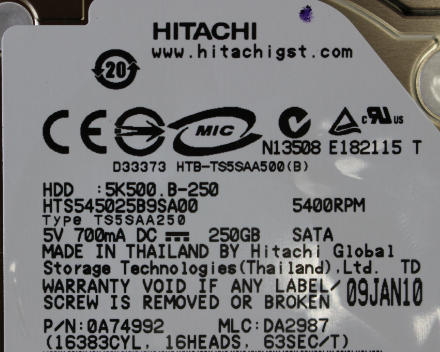 HITACHI
www.hitachigst.com
20
CE MIC c RU us
N13508 E182115 T
D33373 HTB-TS5SAA500(B)
HDD :5K500.B-250
HTS545025B9SA00 5400RPM
Type TS5SAA250
5V 700mA DC 250GB SATA
MADE IN THAILAND BY Hitachi Global
Storage Technologies(Thailand).Ltd. TD
WARRANTY VOID IF ANY LABEL/ 09JAN10
SCREW IS REMOVED OR BROKEN
P/N:0A74992 MLC:DA2987
(16383CYL, 16HEADS, 63SEC/T)